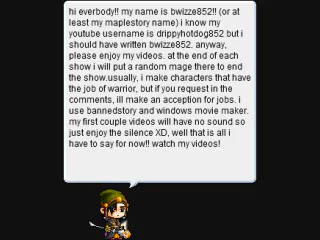 hi everbody!! my name is bwizze852!! (or at
least my maplestory name) i know my
youtube username is drippyhotdog852 but i
should have written bwizze852. anyway,
please enjoy my videos. at the end of each
show i will put a random mage there to end
the show.usually, i make characters that have
the job of warrior, but if you request in the
comments, ill make an acception for jobs. i
use bannedstory and windows movie maker.
my first couple videos will have no sound so
just enjoy the silence XD, well that is all i
have to say for now!! watch my videos!